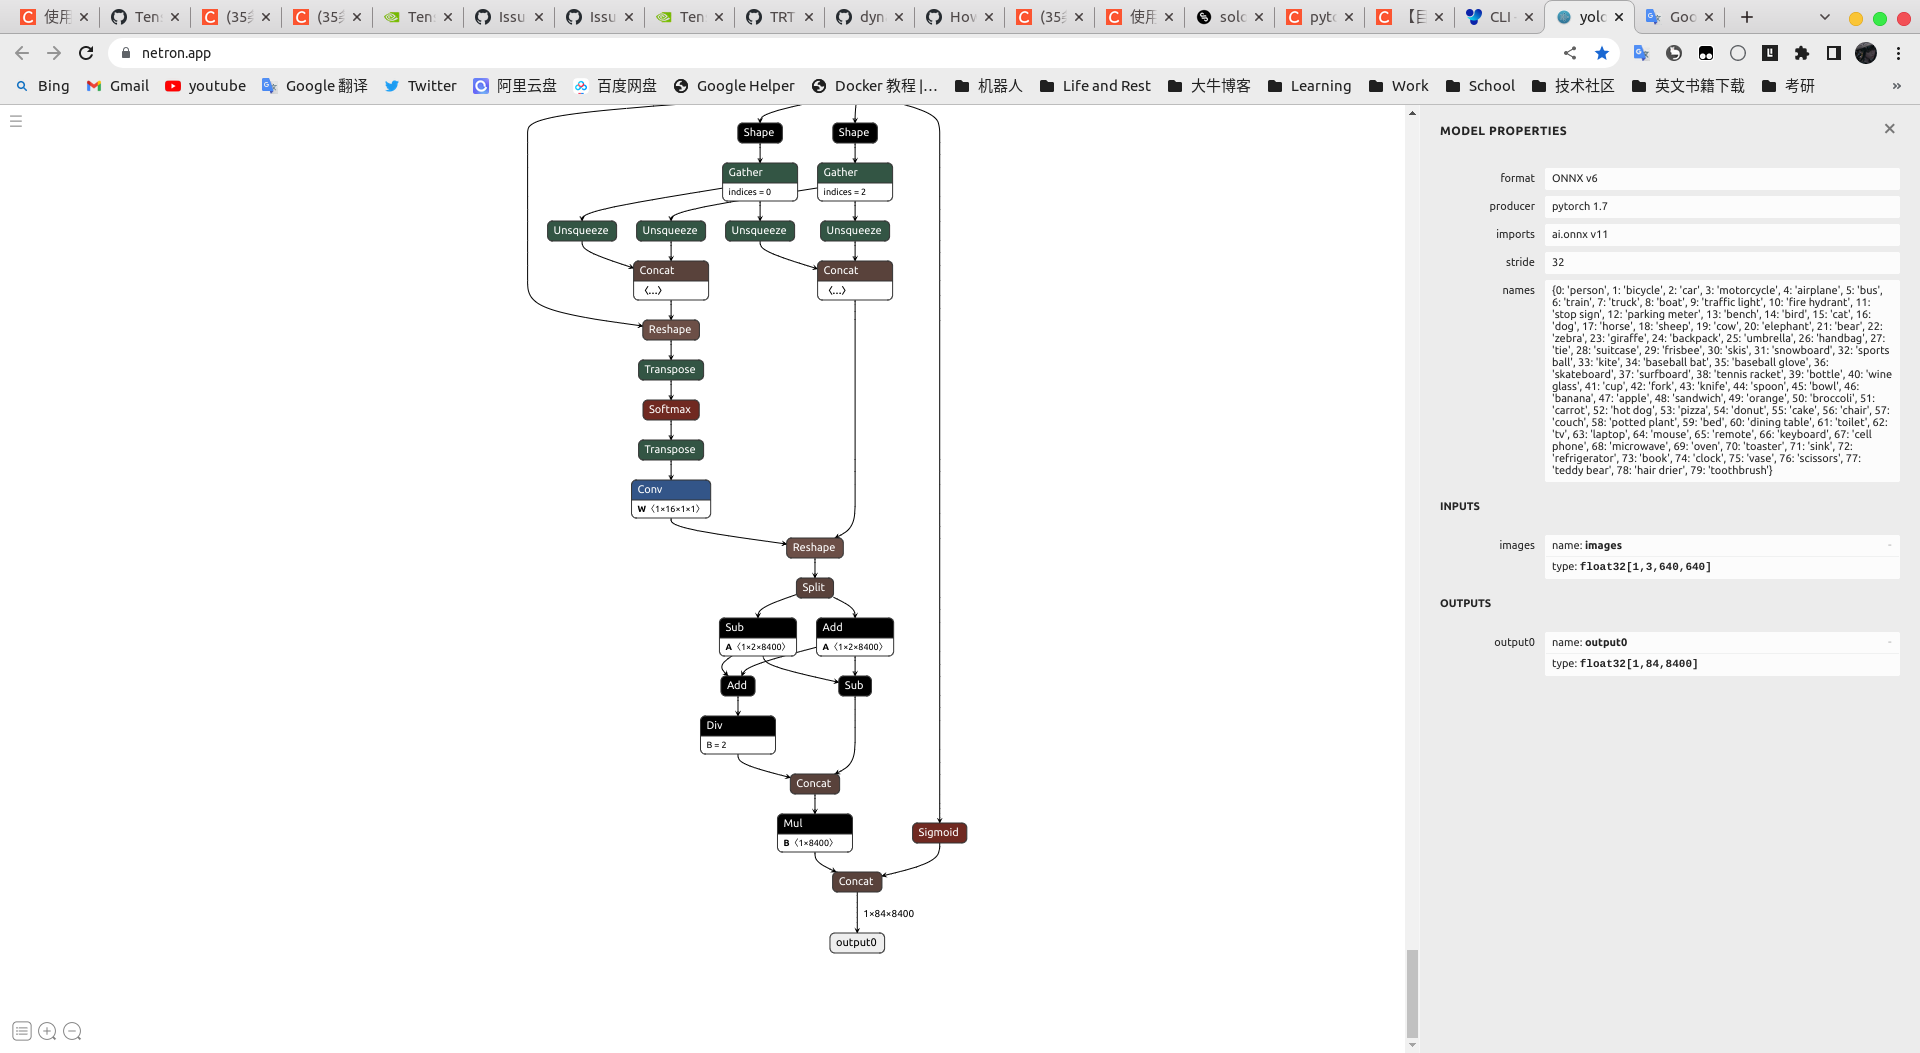 使用
Tens
(35条
(35条
Tens
Issu
Issu
Tens
TRT
dyn
How
(35条
使用
solo
pyto
【目
CLI
yolo
Goo
netron.app
Bing
Gmail
youtube
Google 翻译
Twitter
阿里云盘
百度网盘
Google Helper
Docker 教程 |...
机器人
Life and Rest
大牛博客
Learning
Work
School
技术社区
英文书籍下载
考研
»
Shape
Shape
Gather
indices = 0
Gather
indices = 2
Unsqueeze
Unsqueeze
Unsqueeze
Unsqueeze
Concat
〈...〉
Concat
〈...〉
Reshape
Transpose
Softmax
Transpose
Conv
W〈1×16×1×1〉
Reshape
Split
Sub
A〈1×2×8400〉
Add
A〈1×2×8400〉
Add
Sub
Div
B = 2
Concat
Mul
B〈1×8400〉
Sigmoid
Concat
1×84×8400
output0
MODEL PROPERTIES
format ONNX v6
producer pytorch 1.7
imports ai.onnx v11
stride 32
names {0: 'person', 1: 'bicycle', 2: 'car', 3: 'motorcycle', 4: 'airplane', 5: 'bus',
6: 'train', 7: 'truck', 8: 'boat', 9: 'traffic light', 10: 'fire hydrant', 11:
'stop sign', 12: 'parking meter', 13: 'bench', 14: 'bird', 15: 'cat', 16:
'dog', 17: 'horse', 18: 'sheep', 19: 'cow', 20: 'elephant', 21: 'bear', 22:
'zebra', 23: 'giraffe', 24: 'backpack', 25: 'umbrella', 26: 'handbag', 27:
'tie', 28: 'suitcase', 29: 'frisbee', 30: 'skis', 31: 'snowboard', 32: 'sports
ball', 33: 'kite', 34: 'baseball bat', 35: 'baseball glove', 36:
'skateboard', 37: 'surfboard', 38: 'tennis racket', 39: 'bottle', 40: 'wine
glass', 41: 'cup', 42: 'fork', 43: 'knife', 44: 'spoon', 45: 'bowl', 46:
'banana', 47: 'apple', 48: 'sandwich', 49: 'orange', 50: 'broccoli', 51:
'carrot', 52: 'hot dog', 53: 'pizza', 54: 'donut', 55: 'cake', 56: 'chair', 57:
'couch', 58: 'potted plant', 59: 'bed', 60: 'dining table', 61: 'toilet', 62:
'tv', 63: 'laptop', 64: 'mouse', 65: 'remote', 66: 'keyboard', 67: 'cell
phone', 68: 'microwave', 69: 'oven', 70: 'toaster', 71: 'sink', 72:
'refrigerator', 73: 'book', 74: 'clock', 75: 'vase', 76: 'scissors', 77:
'teddy bear', 78: 'hair drier', 79: 'toothbrush'}
INPUTS
images name: images -
type: float32[1,3,640,640]
OUTPUTS
output0 name: output0 -
type: float32[1,84,8400]